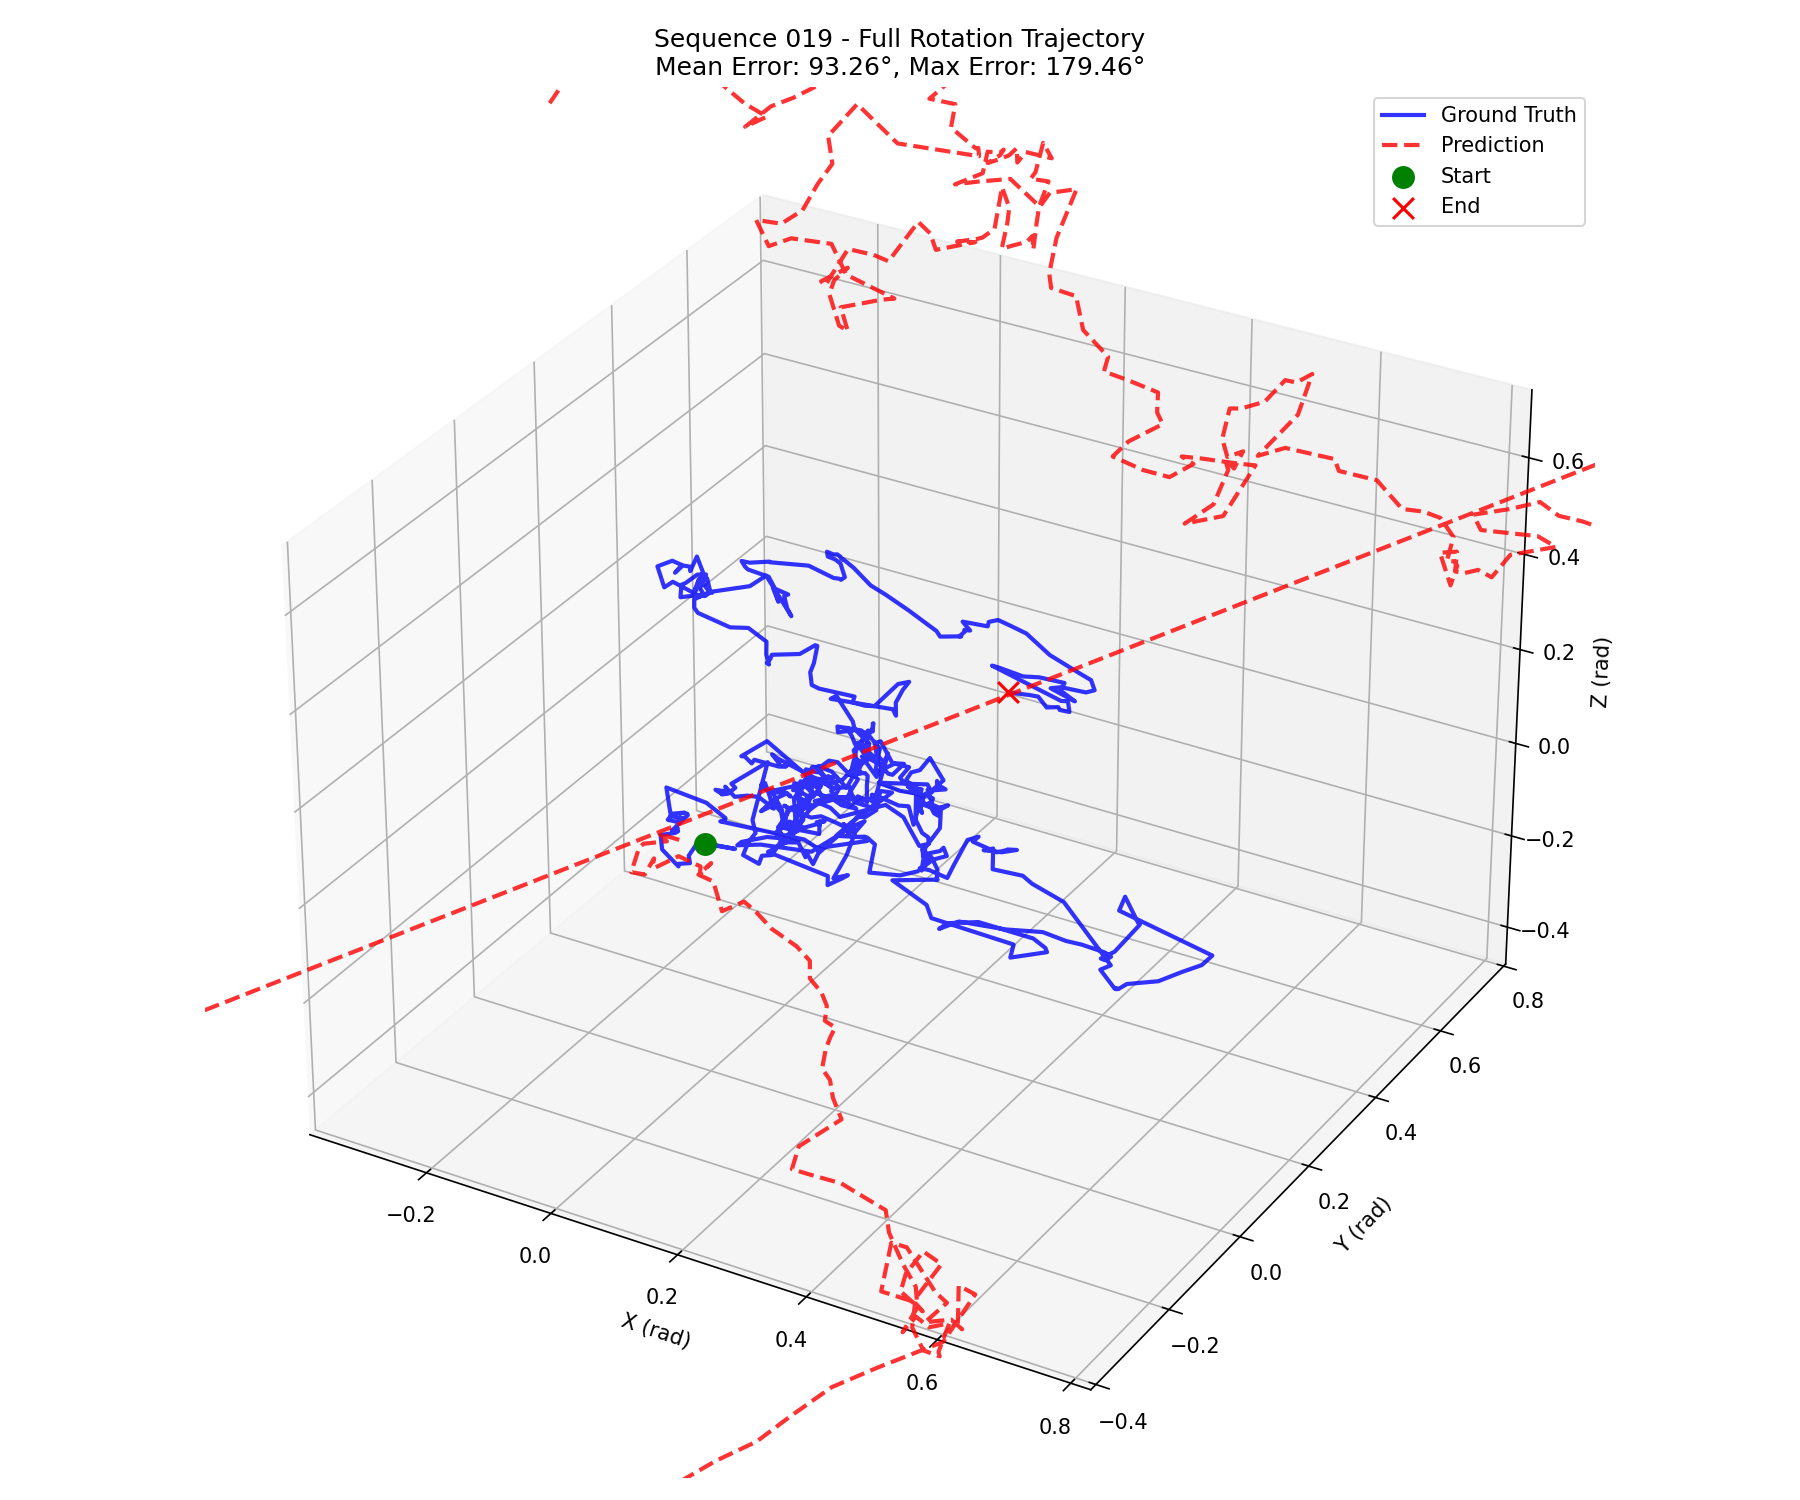 Sequence 019 - Full Rotation Trajectory
Mean Error: 93.26°, Max Error: 179.46°
Ground Truth
Prediction
Start
End
0.6
0.4
0.2
0.0
−0.2
−0.4
Z (rad)
0.8
0.6
0.4
0.2
0.0
−0.2
−0.4
Y (rad)
−0.2
0.0
0.2
0.4
0.6
0.8
X (rad)